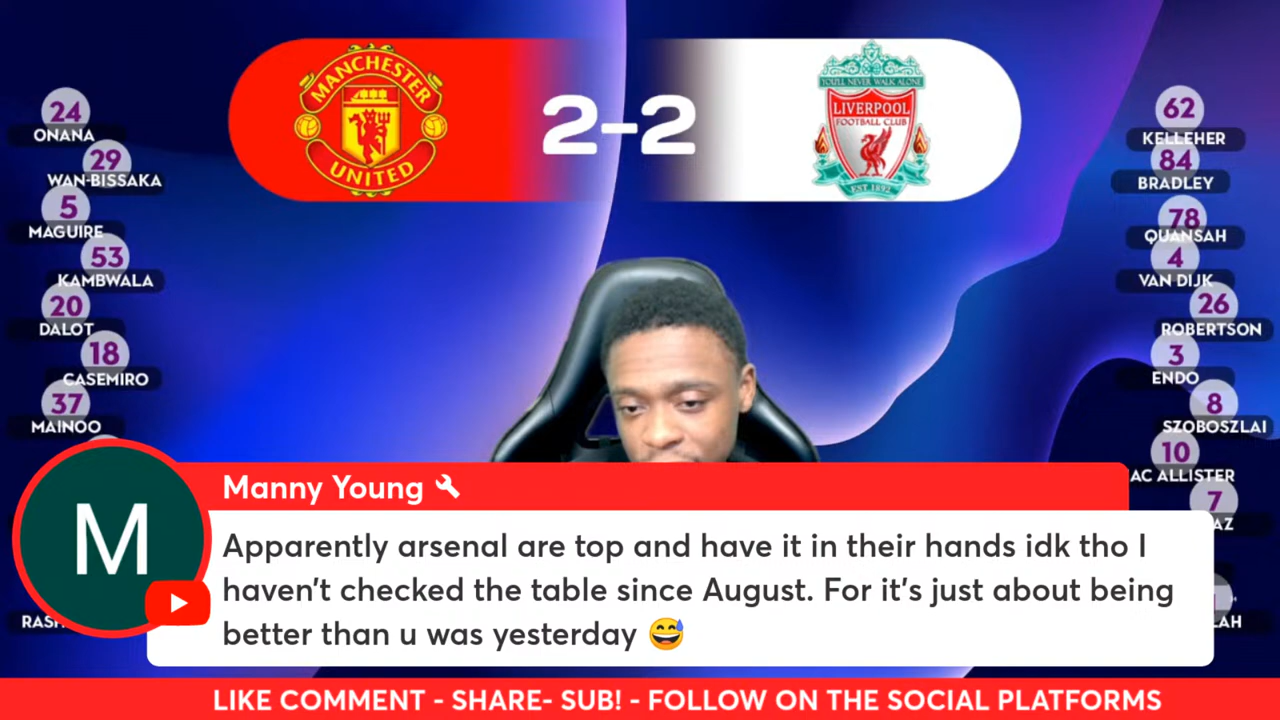 MANCHESTER
UNITED
2-2
YOU'LL NEVER WALK ALONE
LIVERPOOL
FOOTBALL CLUB
EST·1892
24
ONANA
29
WAN-BISSAKA
5
MAGUIRE
53
KAMBWALA
20
DALOT
18
CASEMIRO
37
MAINOO
62
KELLEHER
84
BRADLEY
78
QUANSAH
4
VAN DIJK
26
ROBERTSON
3
ENDO
8
SZOBOSZLAI
10
AC ALLISTER
7
AZ
RAS
LAH
M
Manny Young
Apparently arsenal are top and have it in their hands idk tho I
haven't checked the table since August. For it's just about being
better than u was yesterday 😅
LIKE COMMENT - SHARE- SUB! - FOLLOW ON THE SOCIAL PLATFORMS